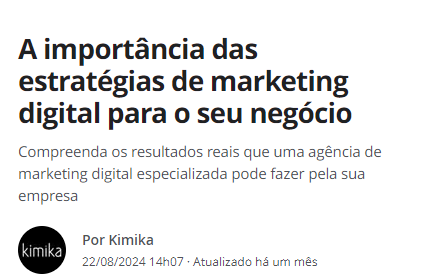 A importância das
estratégias de marketing
digital para o seu negócio
Compreenda os resultados reais que uma agência de
marketing digital especializada pode fazer pela sua
empresa
kimika
Por Kimika
22/08/2024 14h07 · Atualizado há um mês